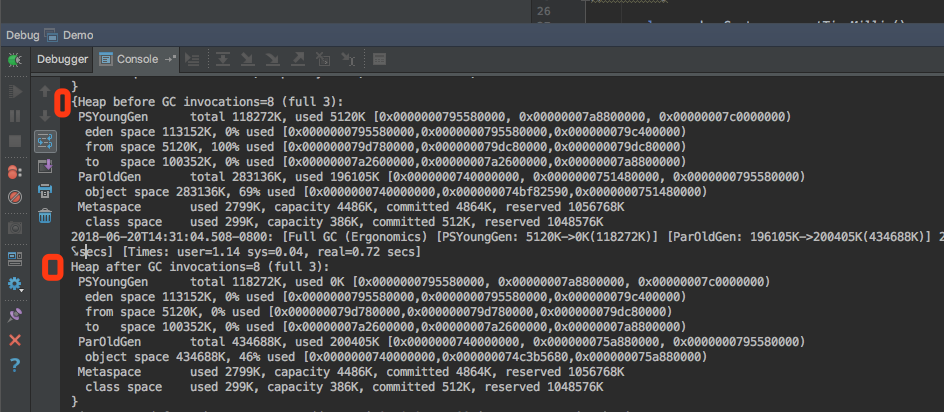 26
Debug Demo
Debugger Console
}
{Heap before GC invocations=8 (full 3):
PSYoungGen total 118272K, used 5120K [0x0000000795580000, 0x00000007a8800000, 0x00000007c0000000)
eden space 113152K, 0% used [0x0000000795580000,0x0000000795580000,0x000000079c400000)
from space 5120K, 100% used [0x000000079d780000,0x000000079dc80000,0x000000079dc80000)
to space 100352K, 0% used [0x00000007a2600000,0x00000007a2600000,0x00000007a8800000)
ParOldGen total 283136K, used 196105K [0x0000000740000000, 0x0000000751480000, 0x0000000795580000)
object space 283136K, 69% used [0x0000000740000000,0x000000074bf82590,0x0000000751480000)
Metaspace used 2799K, capacity 4486K, committed 4864K, reserved 1056768K
class space used 299K, capacity 386K, committed 512K, reserved 1048576K
2018-06-20T14:31:04.508-0800: [Full GC (Ergonomics) [PSYoungGen: 5120K->0K(118272K)] [ParOldGen: 196105K->200405K(434688K)] 2
secs] [Times: user=1.14 sys=0.04, real=0.72 secs]
Heap after GC invocations=8 (full 3):
PSYoungGen total 118272K, used 0K [0x0000000795580000, 0x00000007a8800000, 0x00000007c0000000)
eden space 113152K, 0% used [0x0000000795580000,0x0000000795580000,0x000000079c400000)
from space 5120K, 0% used [0x000000079d780000,0x000000079d780000,0x000000079dc80000)
to space 100352K, 0% used [0x00000007a2600000,0x00000007a2600000,0x00000007a8800000)
ParOldGen total 434688K, used 200405K [0x0000000740000000, 0x000000075a880000, 0x0000000795580000)
object space 434688K, 46% used [0x0000000740000000,0x000000074c3b5680,0x000000075a880000)
Metaspace used 2799K, capacity 4486K, committed 4864K, reserved 1056768K
class space used 299K, capacity 386K, committed 512K, reserved 1048576K
}